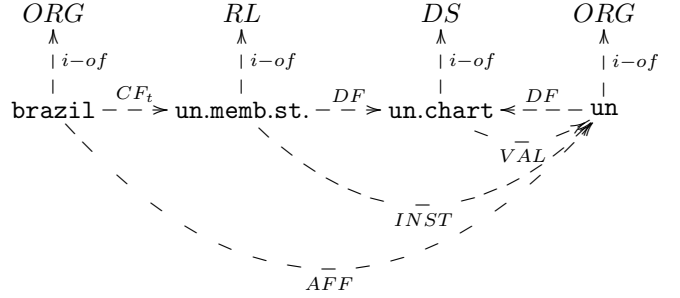 ORG RL DS ORG
i-of i-of i-of i-of
brazil CF_t un.memb.st. DF un.chart DF un
VAL
INST
AFF